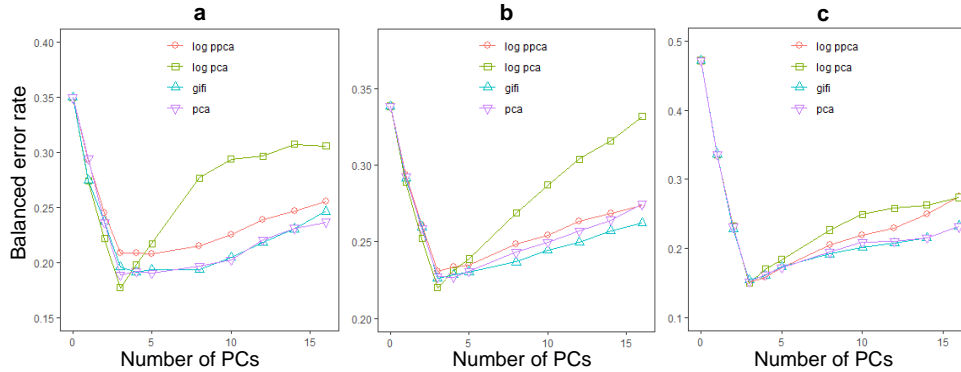 a
b
c
Balanced error rate
0.40
0.35
0.30
0.25
0.20
0.15
log ppca
log pca
gifi
pca
0
5
10
15
Number of PCs
0.35
0.30
0.25
0.20
log ppca
log pca
gifi
pca
0
5
10
15
Number of PCs
0.5
0.4
0.3
0.2
0.1
log ppca
log pca
gifi
pca
0
5
10
15
Number of PCs